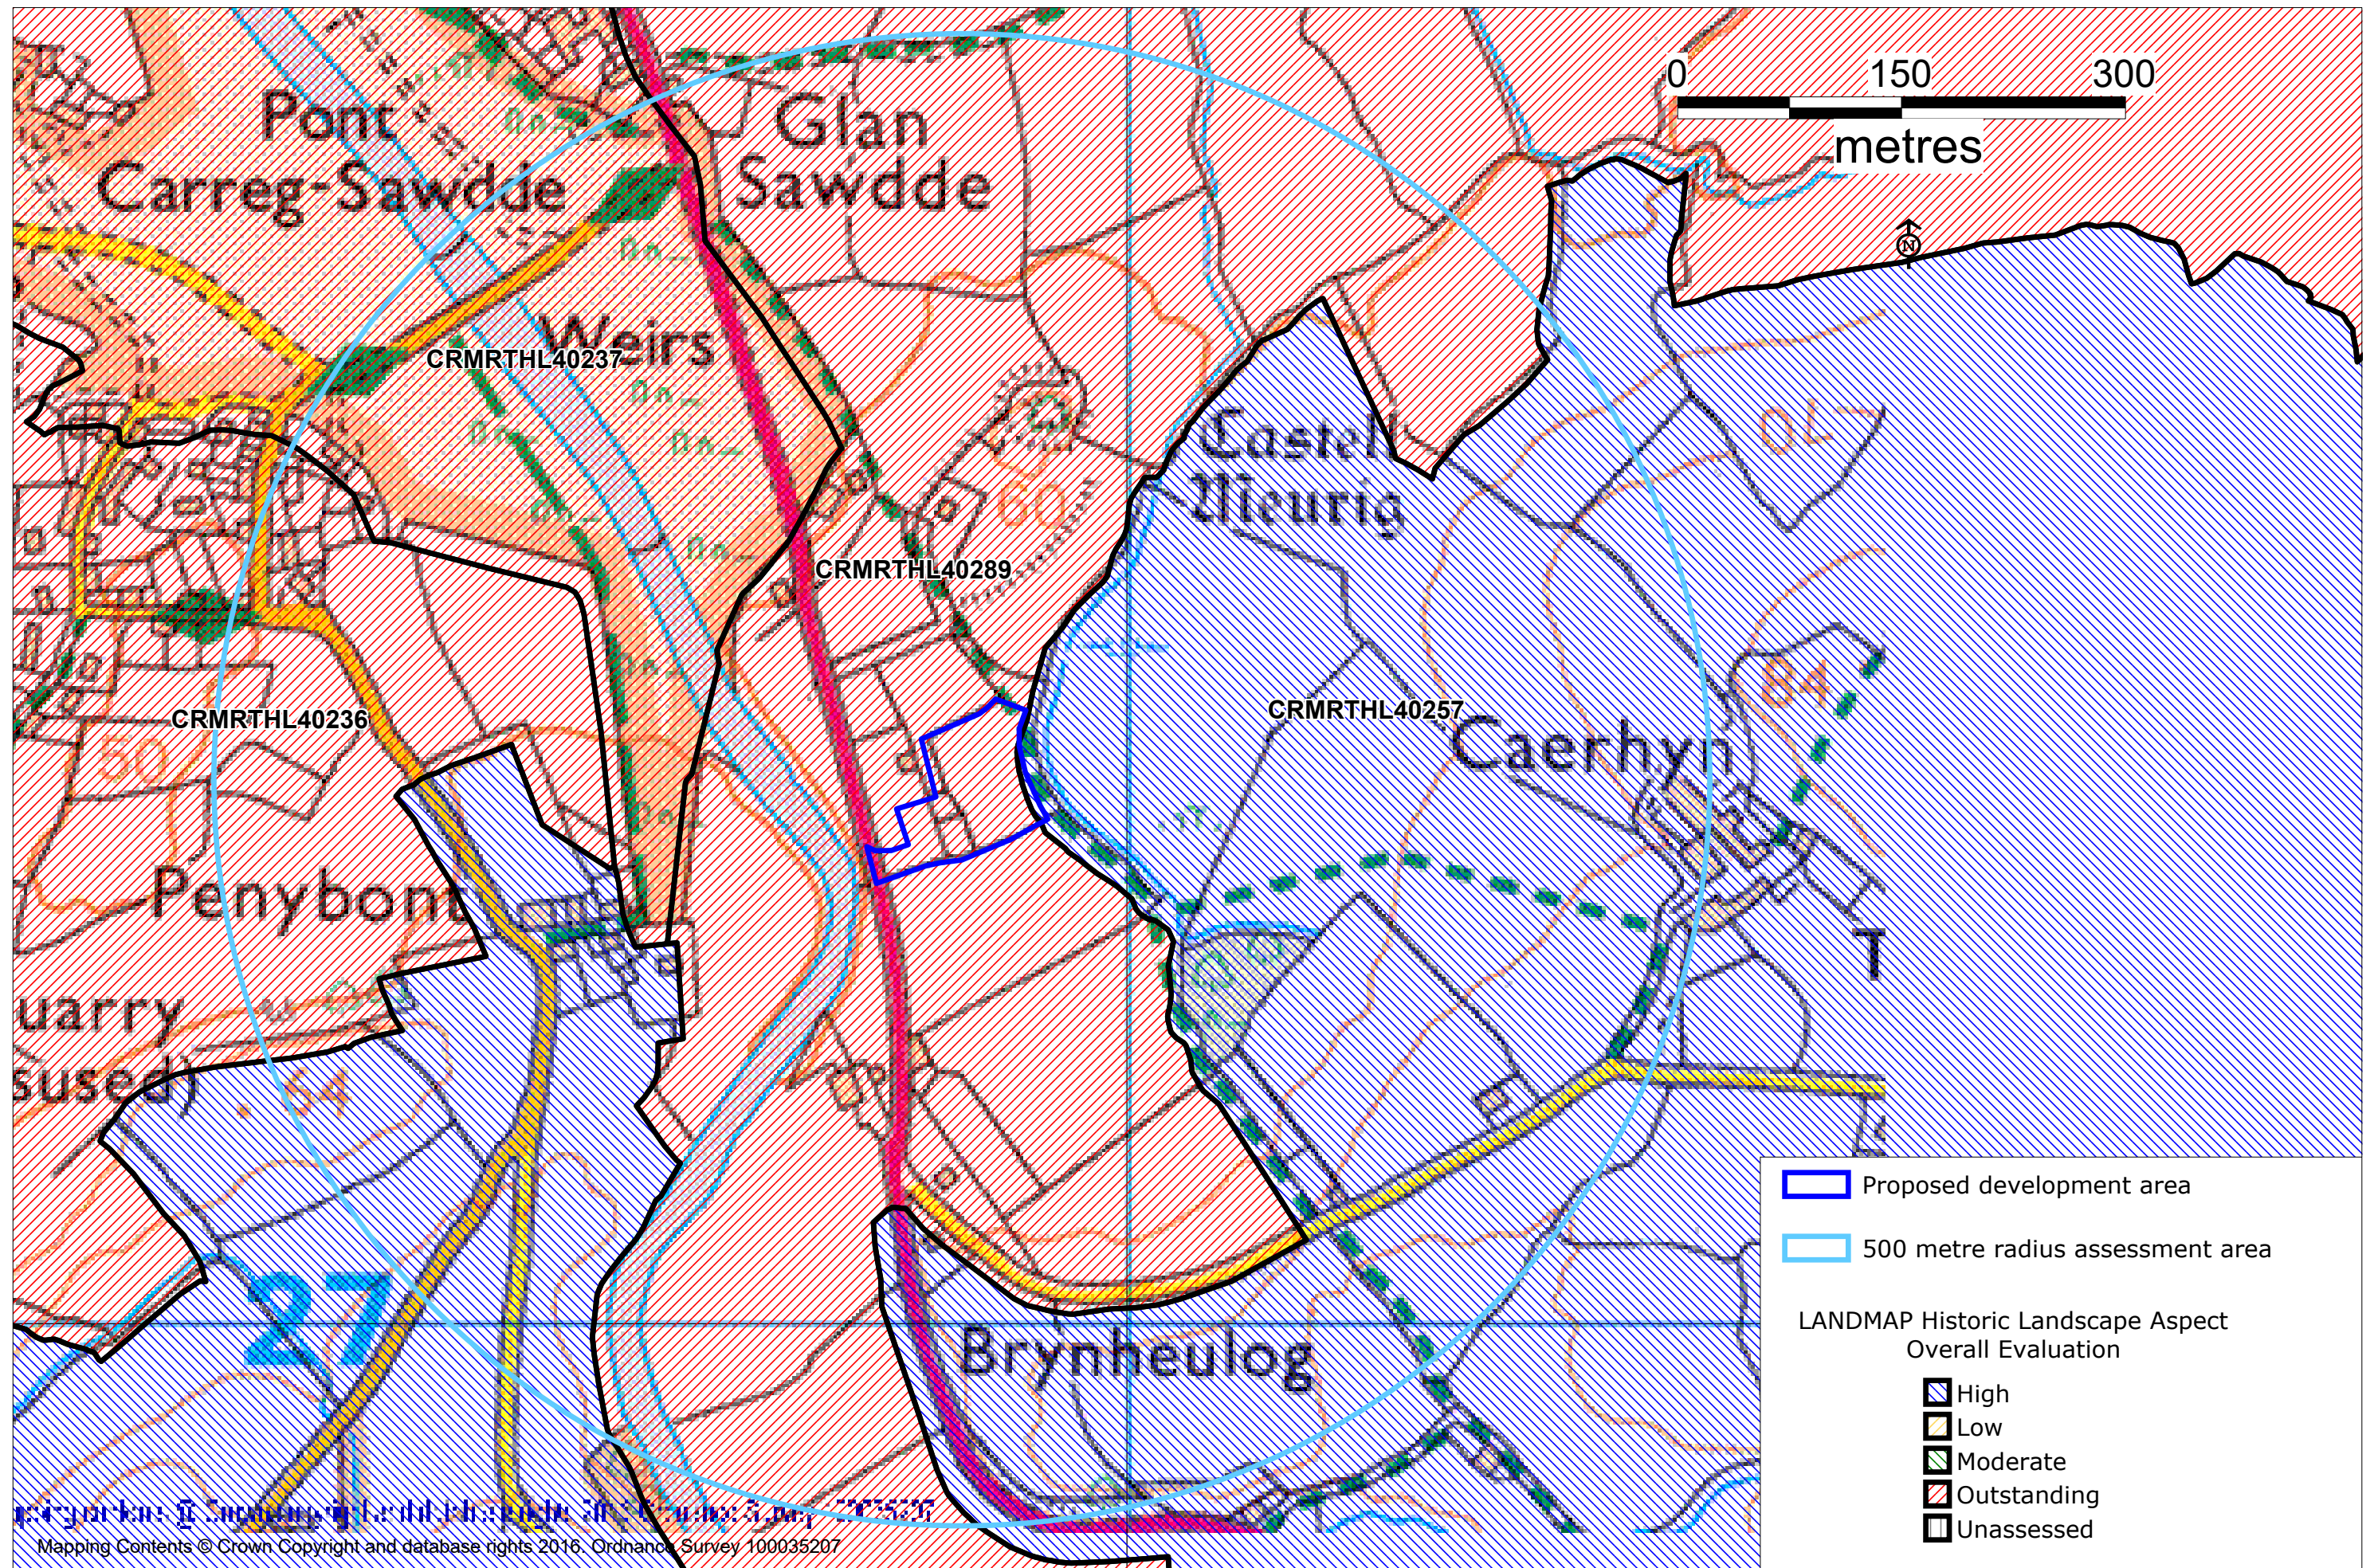 0 150 300
metres
Pont
Carreg-Sawdde
Glan
Sawdde
Weirs
CRMRTHL40237
Castell
Meurig
70
60
CRMRTHL40289
CRMRTHL40257
CRMRTHL40236
84
50
Caerhyn
Penybont
T
uarry
sused
54
27
Brynheulog
N
Proposed development area
500 metre radius assessment area
LANDMAP Historic Landscape Aspect
Overall Evaluation
High
Low
Moderate
Outstanding
Unassessed
Mapping Contents © Crown Copyright and database rights 2016. Ordnance Survey 100035207